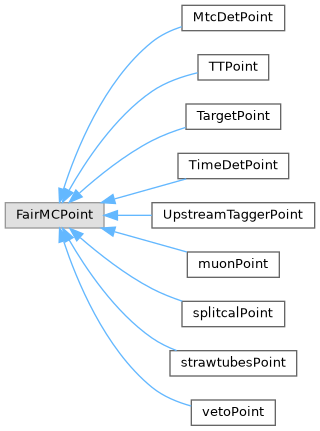 MtcDetPoint
TTPoint
TargetPoint
TimeDetPoint
FairMCPoint
UpstreamTaggerPoint
muonPoint
splitcalPoint
strawtubesPoint
vetoPoint